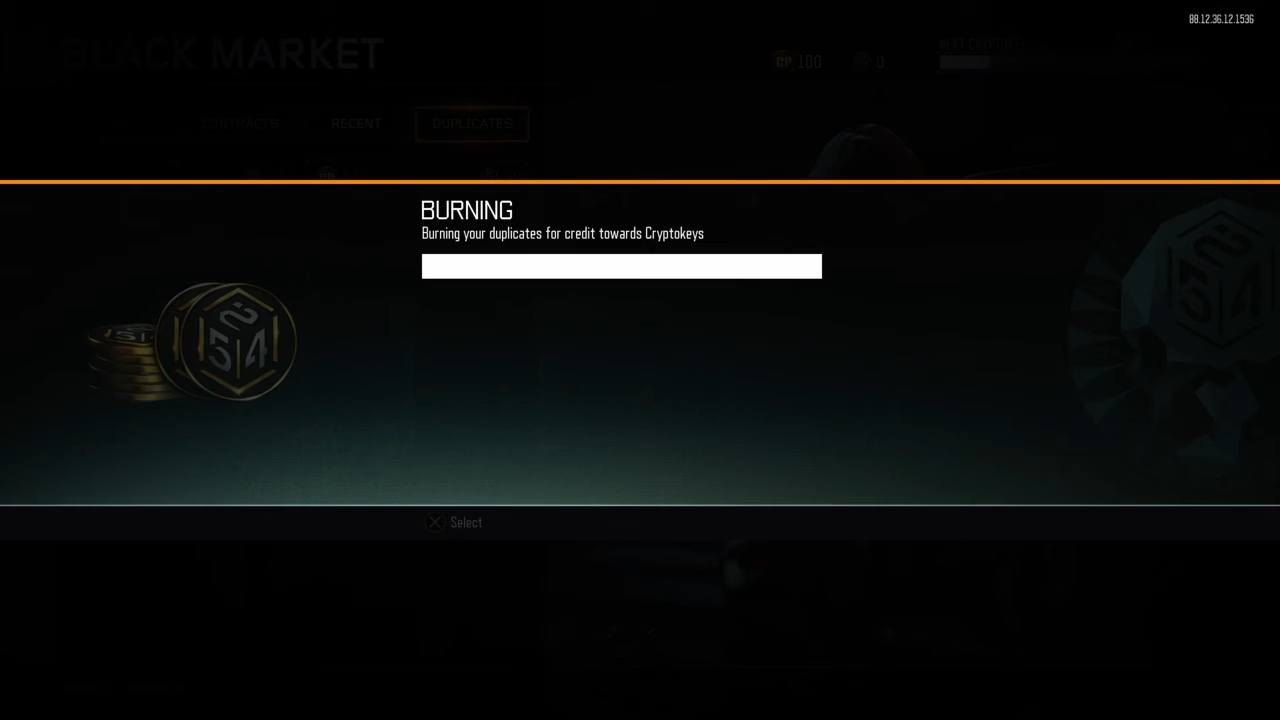 88.12.36.12.1536
BLACK MARKET
CP 100
0
CONTRACTS
RECENT
DUPLICATES
BURNING
Burning your duplicates for credit towards Cryptokeys
Select